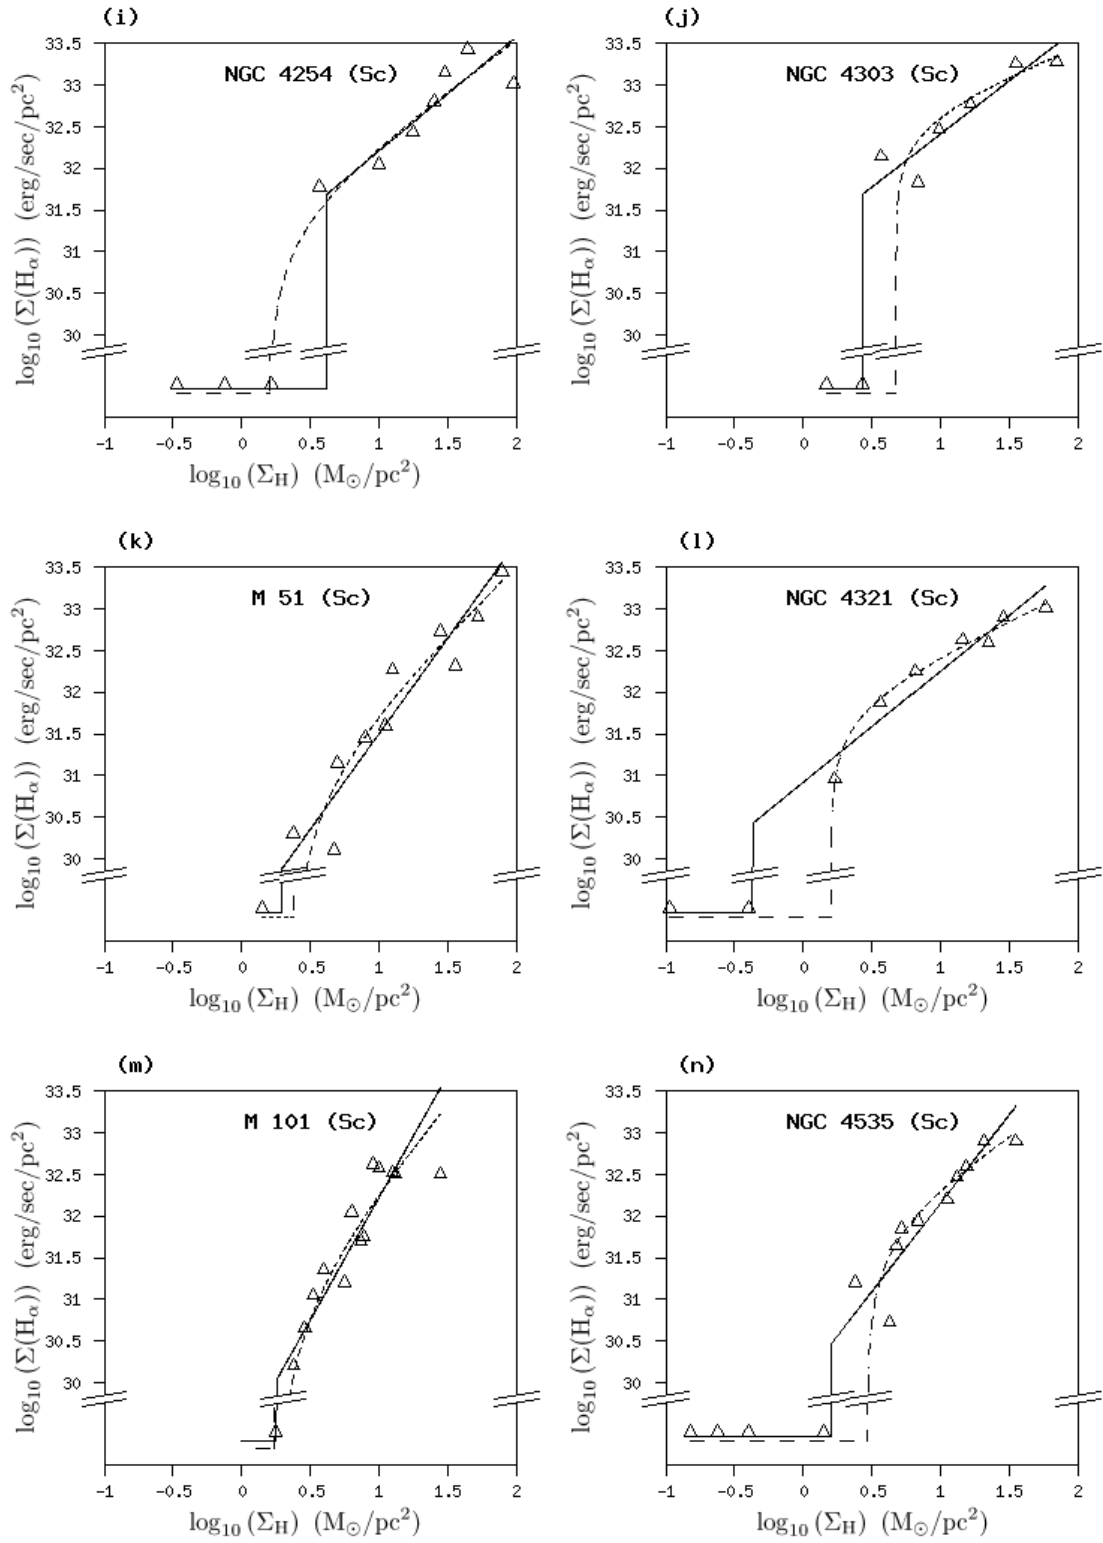 (i)
NGC 4254 (Sc)
log10 (Σ(Hα)) (erg/sec/pc²)
33.5
33
32.5
32
31.5
31
30.5
30
-1 -0.5 0 0.5 1 1.5 2
log10 (ΣH) (M⊙/pc²)
(j)
NGC 4303 (Sc)
log10 (Σ(Hα)) (erg/sec/pc²)
33.5
33
32.5
32
31.5
31
30.5
30
-1 -0.5 0 0.5 1 1.5 2
(k)
M 51 (Sc)
log10 (Σ(Hα)) (erg/sec/pc²)
33.5
33
32.5
32
31.5
31
30.5
30
-1 -0.5 0 0.5 1 1.5 2
log10 (ΣH) (M⊙/pc²)
(l)
NGC 4321 (Sc)
log10 (Σ(Hα)) (erg/sec/pc²)
33.5
33
32.5
32
31.5
31
30.5
30
-1 -0.5 0 0.5 1 1.5 2
log10 (ΣH) (M⊙/pc²)
(m)
M 101 (Sc)
log10 (Σ(Hα)) (erg/sec/pc²)
33.5
33
32.5
32
31.5
31
30.5
30
-1 -0.5 0 0.5 1 1.5 2
log10 (ΣH) (M⊙/pc²)
(n)
NGC 4535 (Sc)
log10 (Σ(Hα)) (erg/sec/pc²)
33.5
33
32.5
32
31.5
31
30.5
30
-1 -0.5 0 0.5 1 1.5 2
log10 (ΣH) (M⊙/pc²)